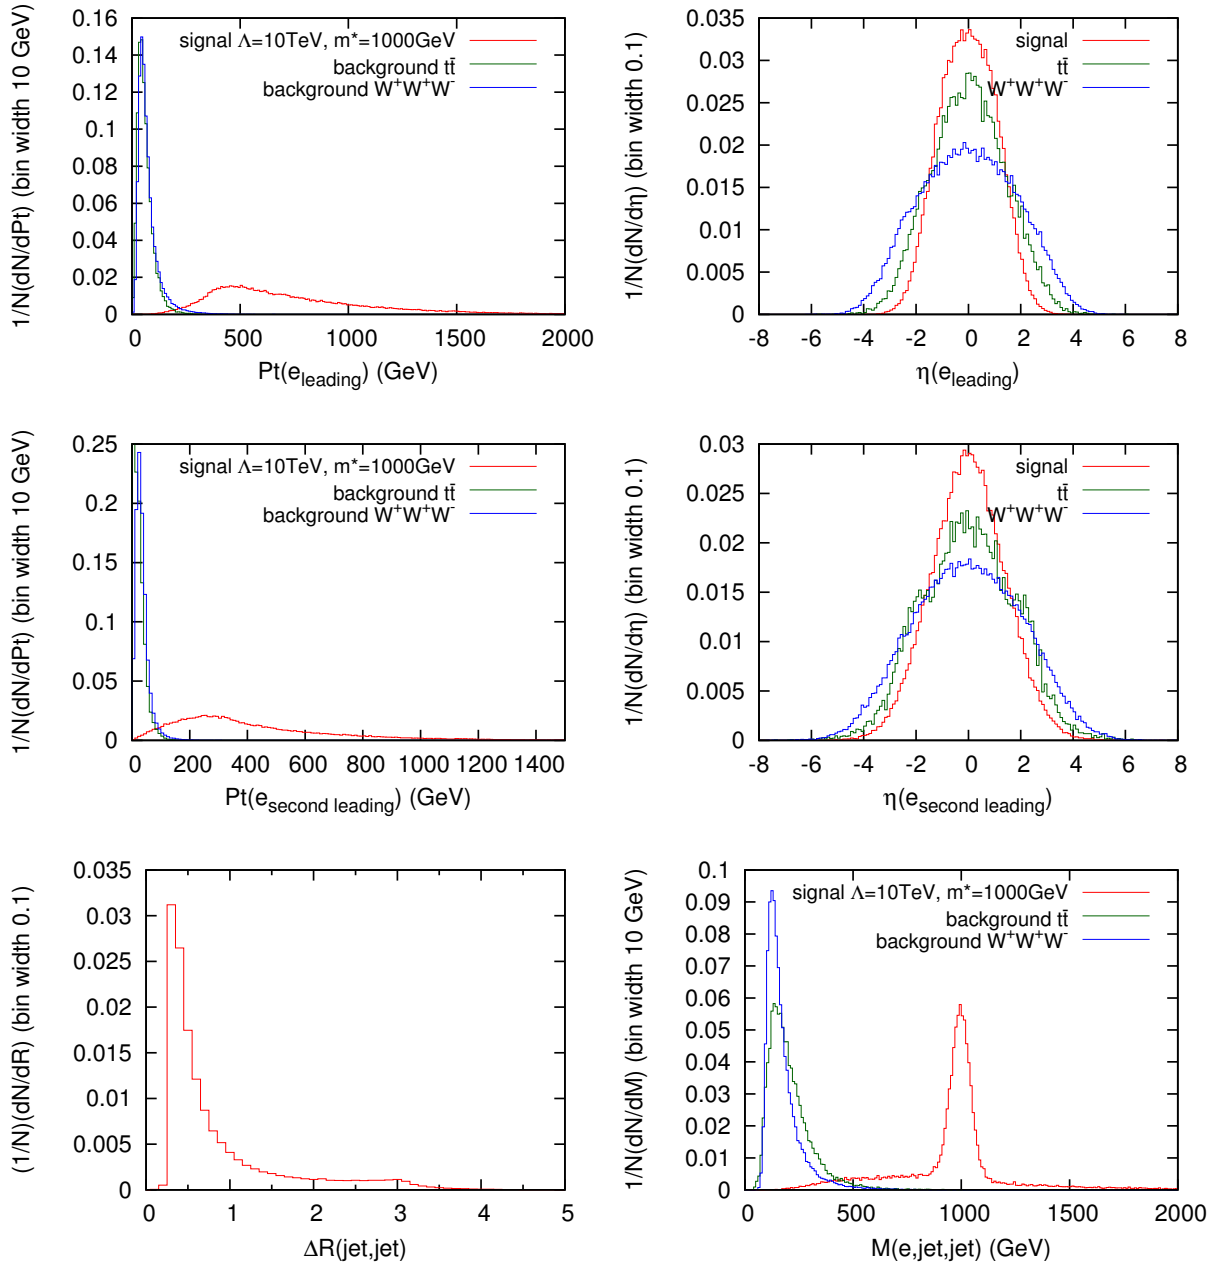 1/N(dN/dPt) (bin width 10 GeV)
0.16
0.14
0.12
0.1
0.08
0.06
0.04
0.02
0
signal Λ=10TeV, m*=1000GeV
background tt̄
background W⁺W⁺W⁻
0 500 1000 1500 2000
Pt(e_leading) (GeV)
1/N(dN/dη) (bin width 0.1)
0.035
0.03
0.025
0.02
0.015
0.01
0.005
0
signal
tt̄
W⁺W⁺W⁻
-8 -6 -4 -2 0 2 4 6 8
η(e_leading)
1/N(dN/dPt) (bin width 10 GeV)
0.25
0.2
0.15
0.1
0.05
0
signal Λ=10TeV, m*=1000GeV
background tt̄
background W⁺W⁺W⁻
0 200 400 600 800 1000 1200 1400
Pt(e_second leading) (GeV)
1/N(dN/dη) (bin width 0.1)
0.03
0.025
0.02
0.015
0.01
0.005
0
signal
tt̄
W⁺W⁺W⁻
-8 -6 -4 -2 0 2 4 6 8
η(e_second leading)
(1/N)(dN/dR) (bin width 0.1)
0.035
0.03
0.025
0.02
0.015
0.01
0.005
0
0 1 2 3 4 5
ΔR(jet,jet)
1/N(dN/dM) (bin width 10 GeV)
0.1
0.09
0.08
0.07
0.06
0.05
0.04
0.03
0.02
0.01
0
signal Λ=10TeV, m*=1000GeV
background tt̄
background W⁺W⁺W⁻
0 500 1000 1500 2000
M(e,jet,jet) (GeV)